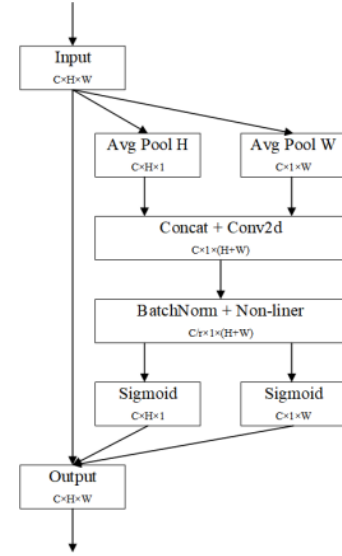 Input
C×H×W
Avg Pool H
C×H×1
Avg Pool W
C×1×W
Concat + Conv2d
C×1×(H+W)
BatchNorm + Non-liner
C/r×1×(H+W)
Sigmoid
C×H×1
Sigmoid
C×1×W
Output
C×H×W